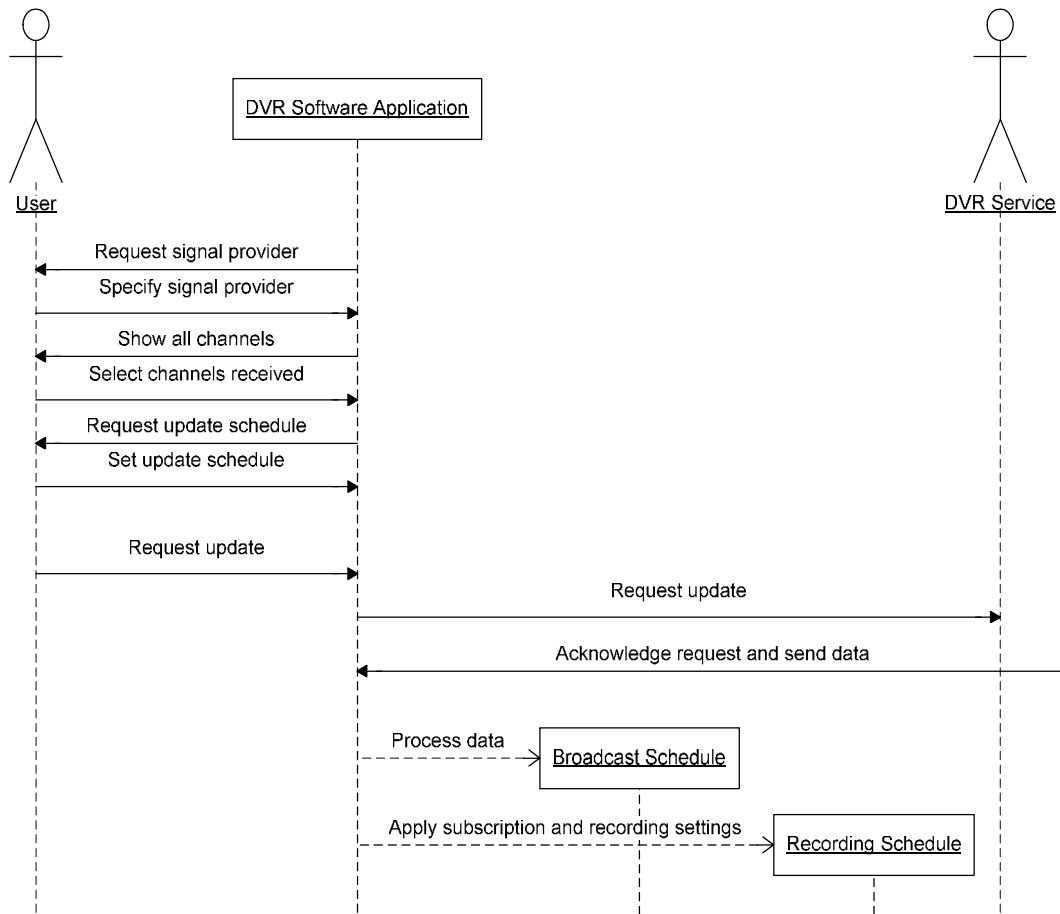 DVR Software Application
User
DVR Service
Request signal provider
Specify signal provider
Show all channels
Select channels received
Request update schedule
Set update schedule
Request update
Request update
Acknowledge request and send data
Process data
Broadcast Schedule
Apply subscription and recording settings
Recording Schedule